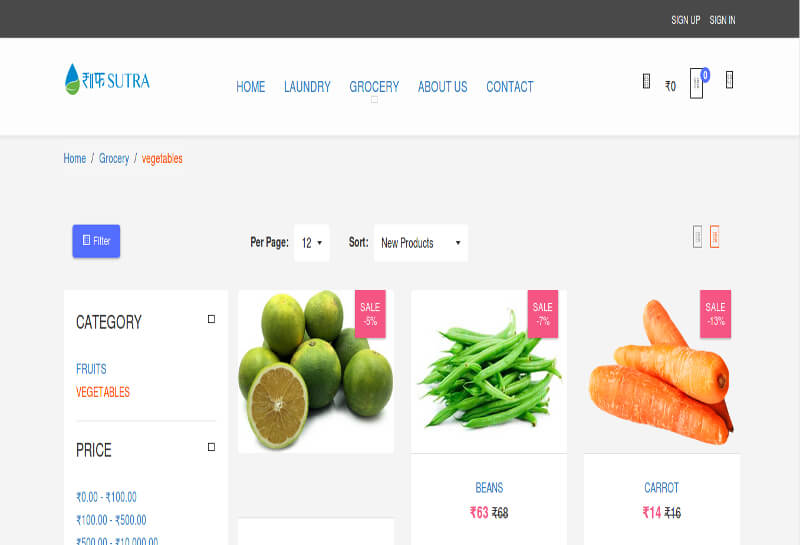 SIGN UP SIGN IN
साफ SUTRA
HOME LAUNDRY GROCERY ABOUT US CONTACT
₹0
0
Home / Grocery / vegetables
Filter
Per Page: 12
Sort: New Products
CATEGORY
FRUITS
VEGETABLES
PRICE
₹0.00 - ₹100.00
₹100.00 - ₹500.00
₹500.00 - ₹10,000.00
SALE
-5%
SALE
-7%
BEANS
₹63 ₹68
SALE
-13%
CARROT
₹14 ₹16